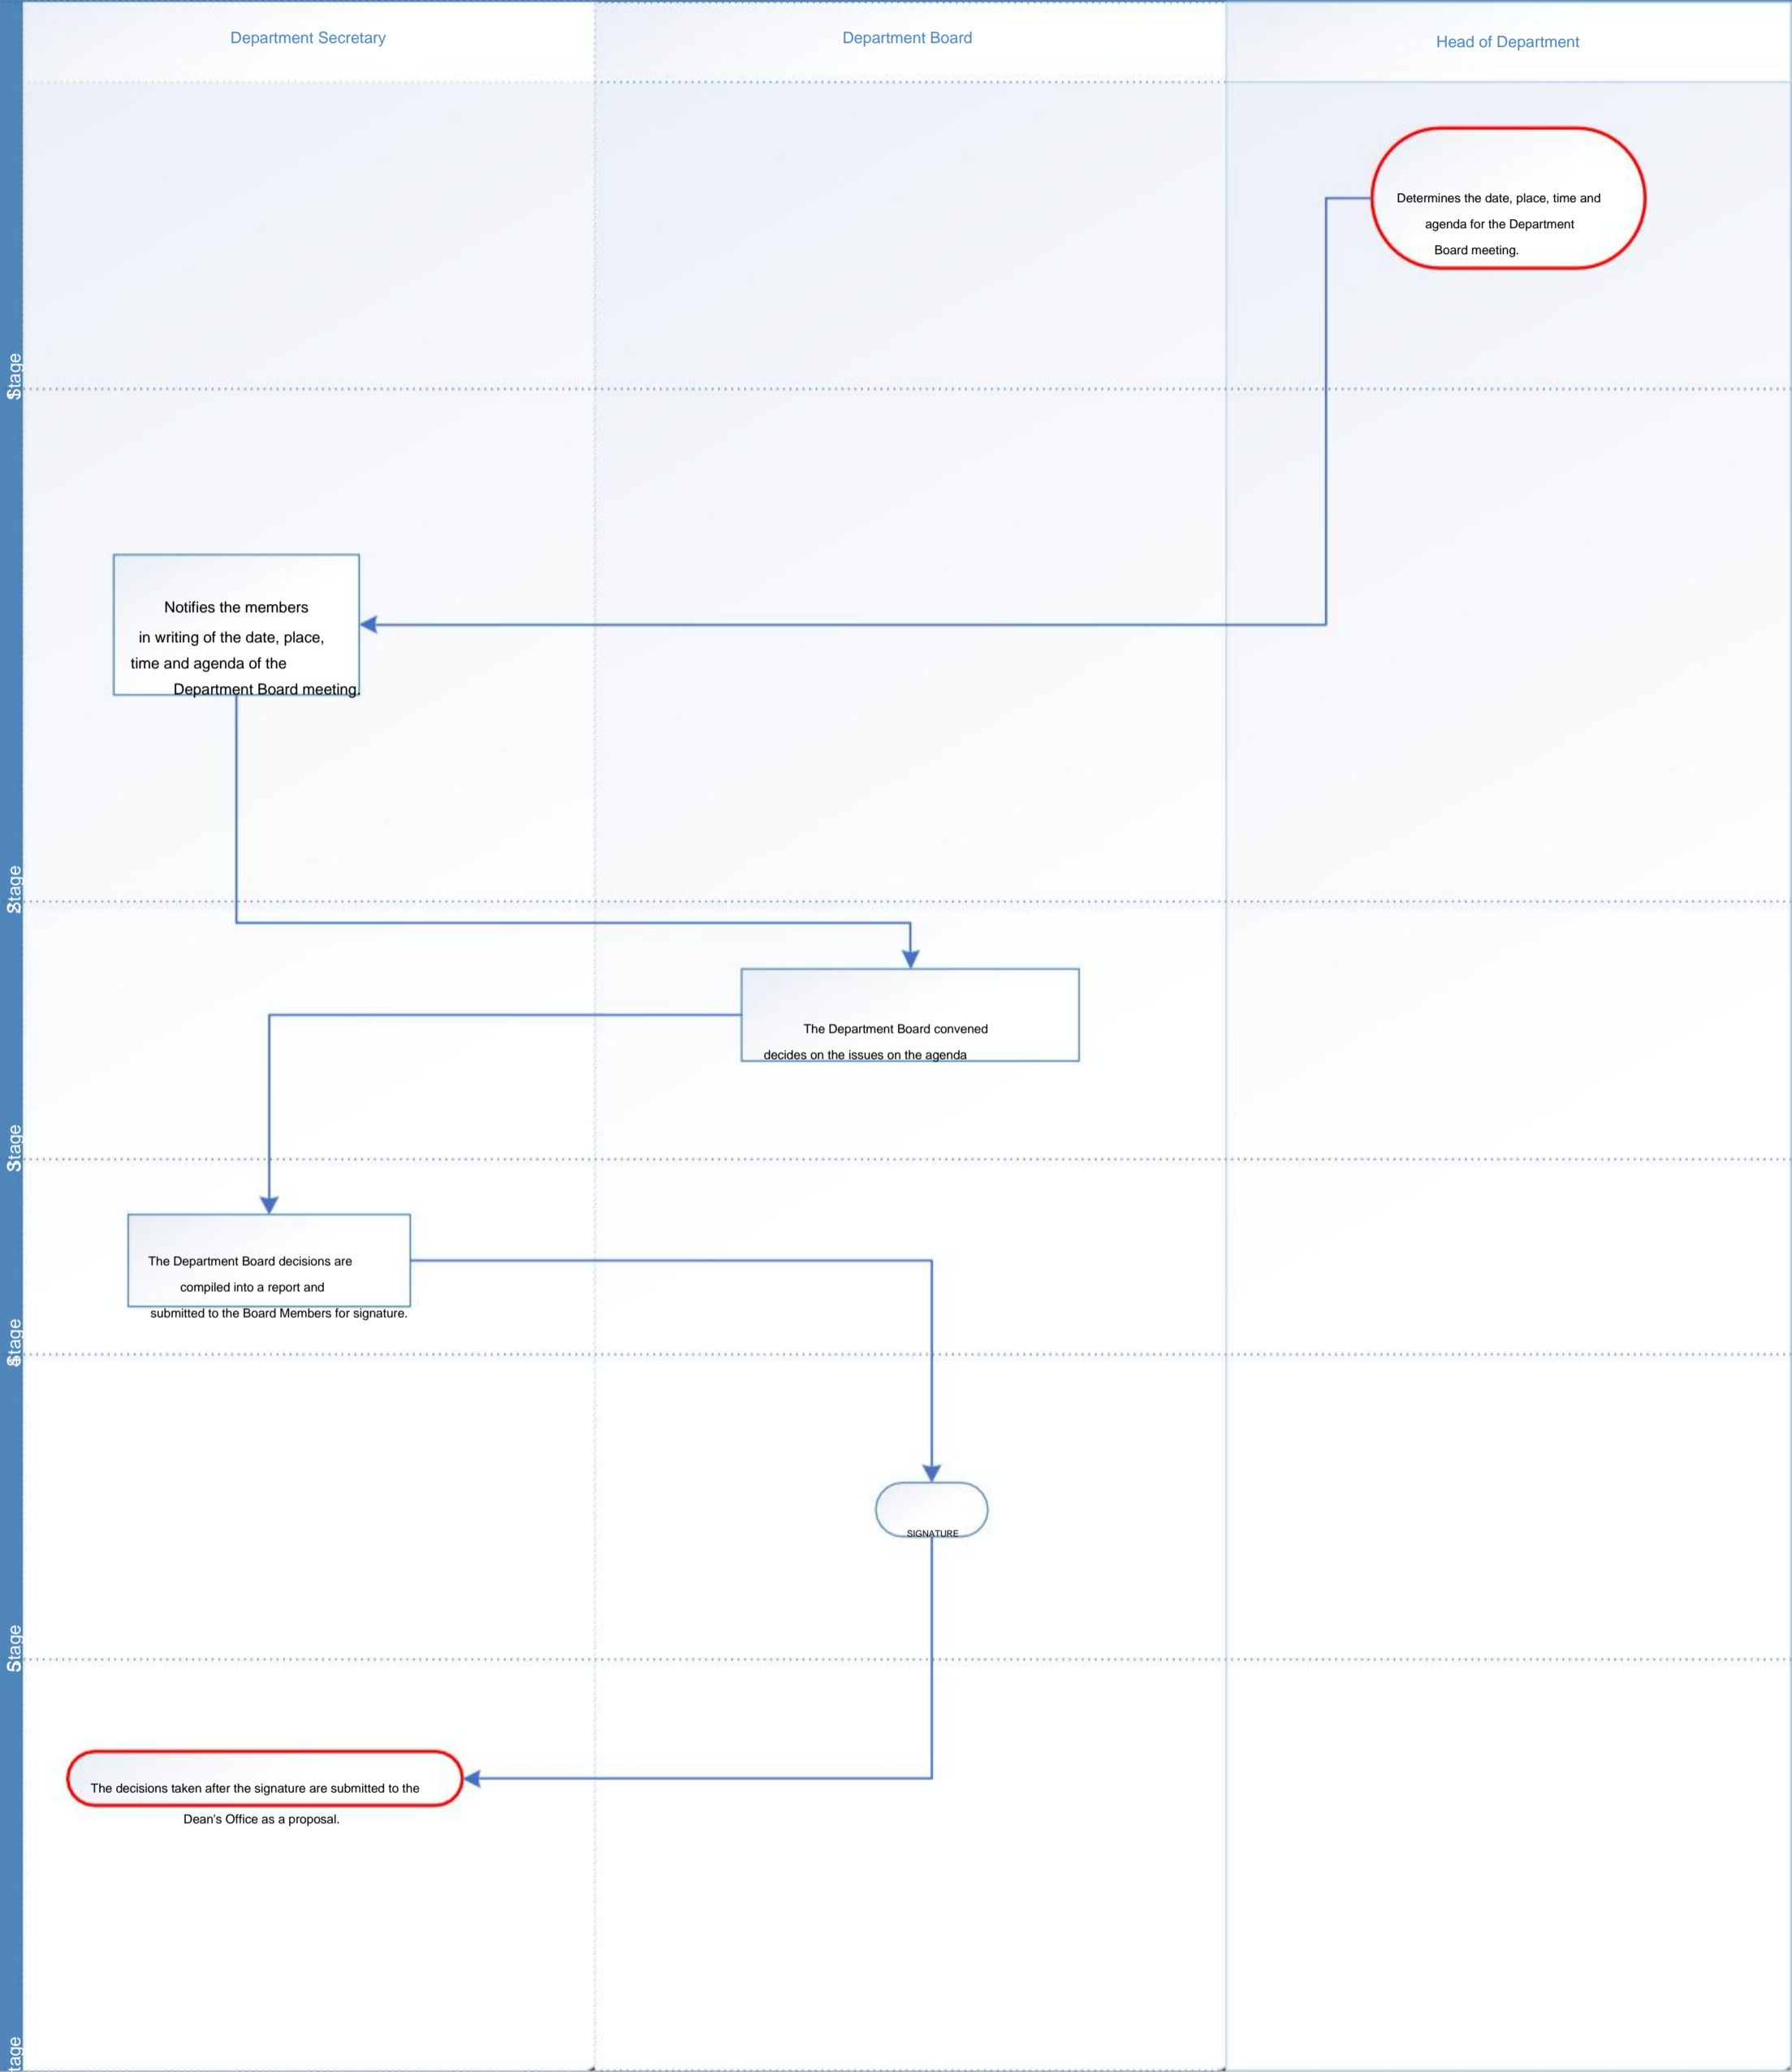 Department Secretary
Department Board
Head of Department
Determines the date, place, time and
agenda for the Department
Board meeting.
Stage
Notifies the members
in writing of the date, place,
time and agenda of the
Department Board meeting.
Stage
The Department Board convened
decides on the issues on the agenda
Stage
The Department Board decisions are
compiled into a report and
submitted to the Board Members for signature.
Stage
SIGNATURE
Stage
The decisions taken after the signature are submitted to the
Dean's Office as a proposal.
tage